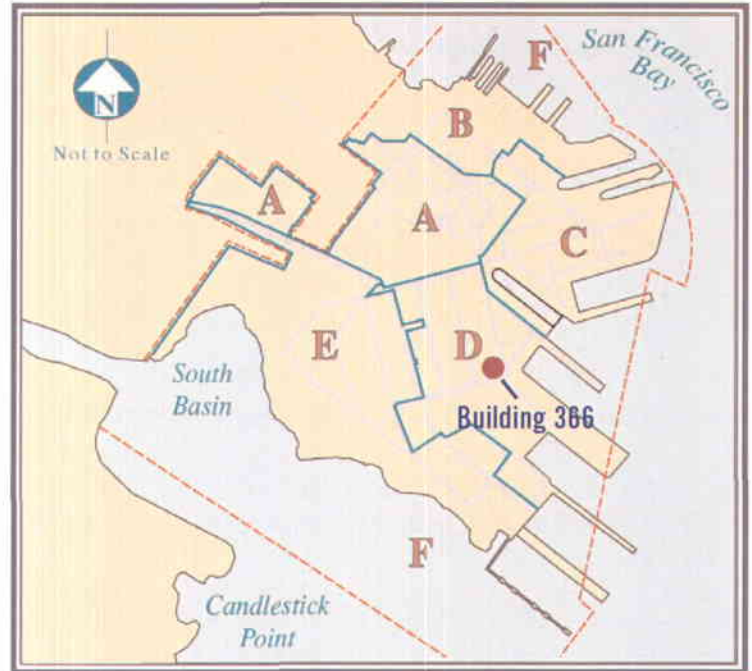 San Francisco
Bay
F
B
N
Not to Scale
A
A
C
E
D
South
Basin
Building 366
F
Candlestick
Point